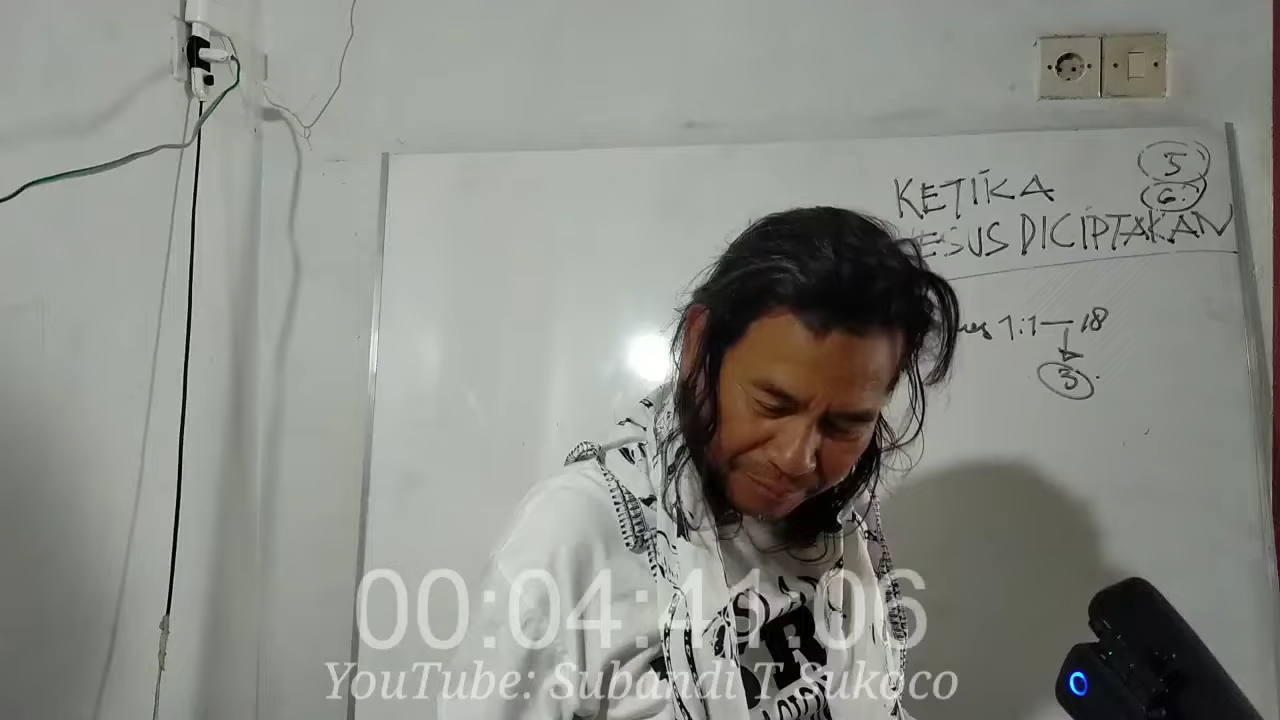 KETIKA
5
6.
ESUS DICIPTAKAN
1:1-18
3.
00:04:41:06
YouTube: Subandi T Sukoco